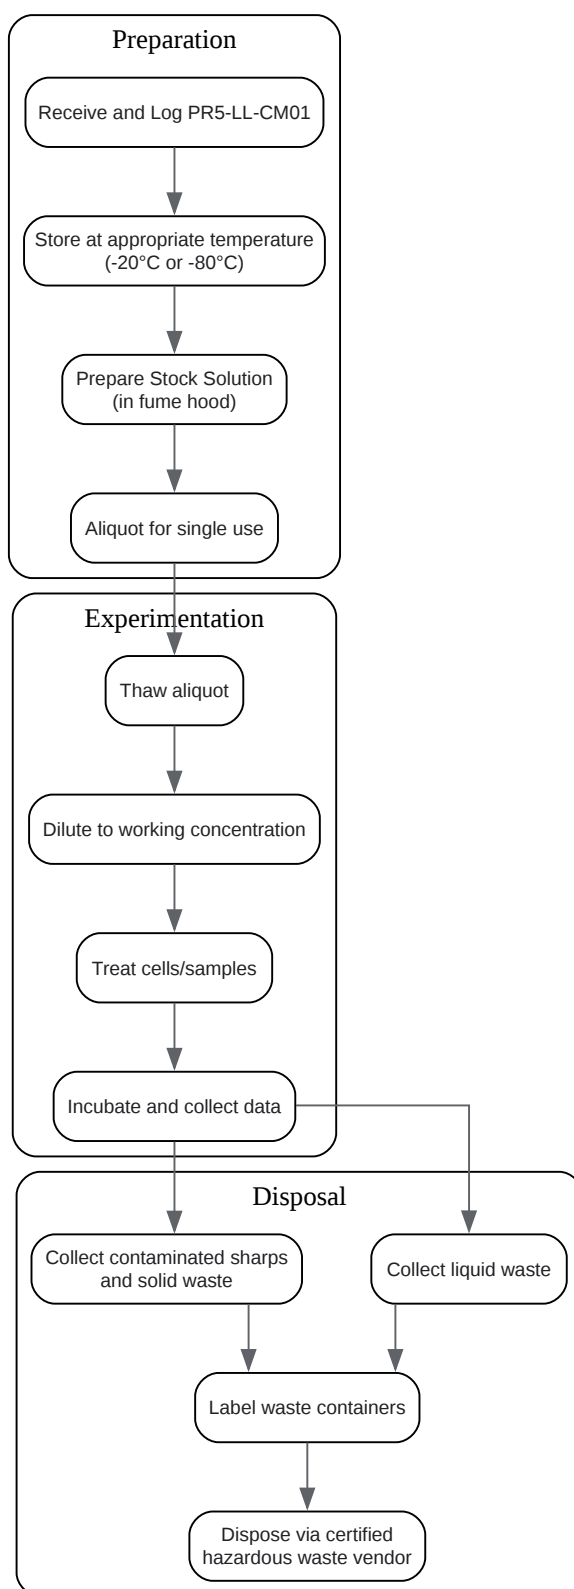 Preparation
Receive and Log PR5-LL-CM01
Store at appropriate temperature
(-20°C or -80°C)
Prepare Stock Solution
(in fume hood)
Aliquot for single use
Experimentation
Thaw aliquot
Dilute to working concentration
Treat cells/samples
Incubate and collect data
Disposal
Collect contaminated sharps
and solid waste
Collect liquid waste
Label waste containers
Dispose via certified
hazardous waste vendor